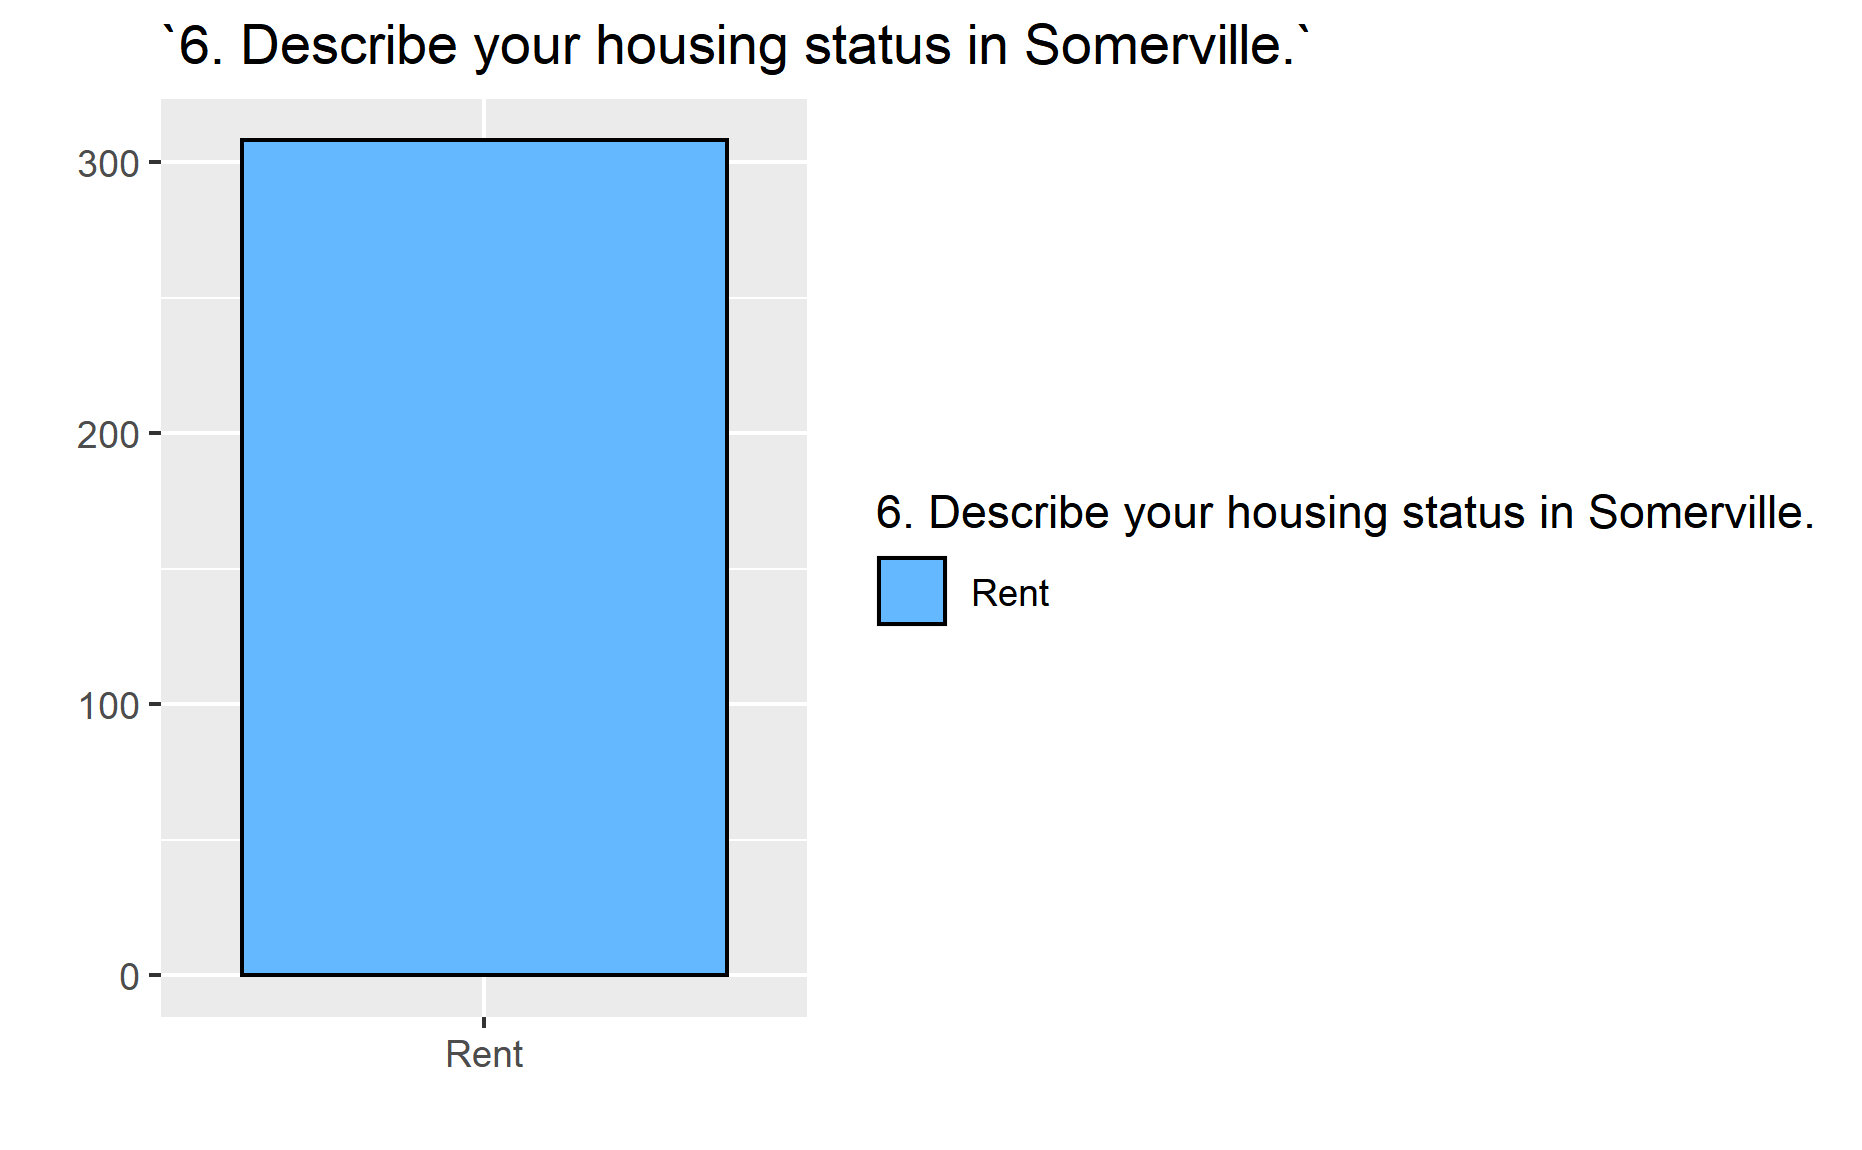 `6. Describe your housing status in Somerville.`
300
200
100
0
Rent
6. Describe your housing status in Somerville.
Rent